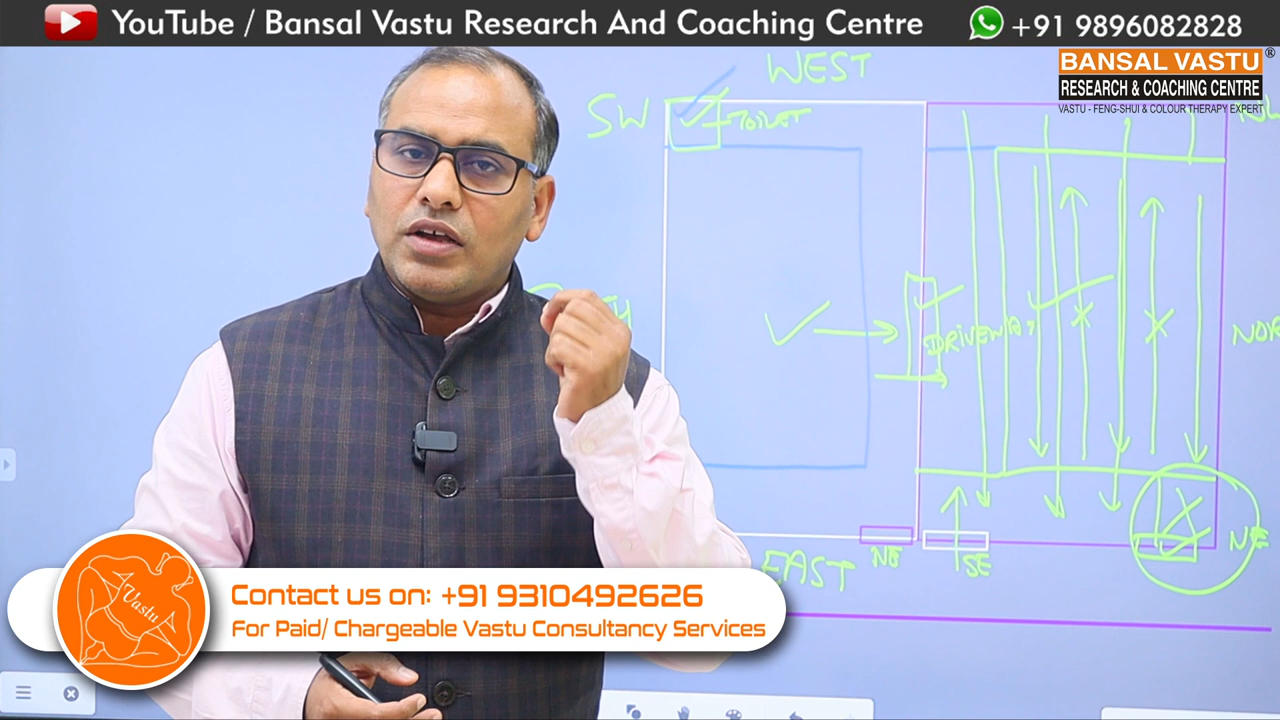 YouTube / Bansal Vastu Research And Coaching Centre
+91 9896082828
BANSAL VASTU ®
RESEARCH & COACHING CENTRE
VASTU - FENG-SHUI & COLOUR THERAPY EXPERT
WEST
SW
TOILET
NOR
NE
SE
EAST
Vastu
Contact us on: +91 9310492626
For Paid/ Chargeable Vastu Consultancy Services